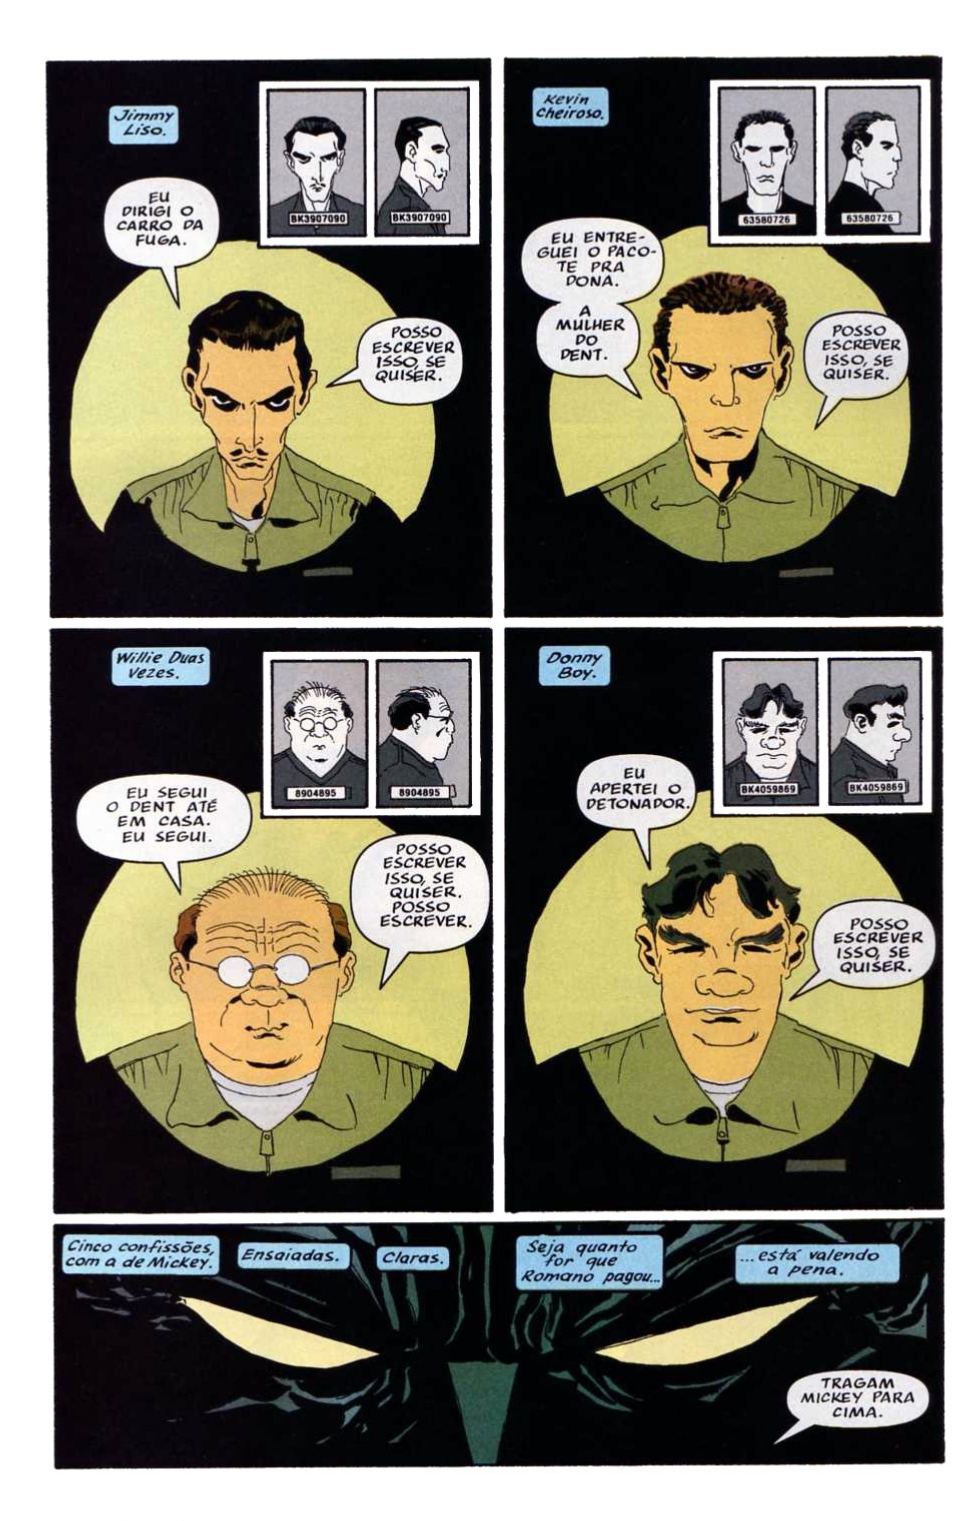 Jimmy
Liso.
BK3907090
BK3907090
EU
DIRIGI O
CARRO DA
FUGA.
POSSO
ESCREVER
ISSO, SE
QUISER.
Kevin
Cheiroso.
63580726
63580726
EU ENTRE-
GUEI O PACO-
TE PRA
DONA.
A
MULHER
DO
DENT.
POSSO
ESCREVER
ISSO, SE
QUISER.
Willie Duas
Vezes.
8904895
8904895
EU SEGUI
O DENT ATÉ
EM CASA.
EU SEGUI.
POSSO
ESCREVER
ISSO, SE
QUISER.
POSSO
ESCREVER.
Donny
Boy.
BK4059869
BK4059869
EU
APERTEI O
DETONADOR.
POSSO
ESCREVER
ISSO, SE
QUISER.
Cinco confissões,
com a de Mickey.
Ensaiadas.
Claras.
Seja quanto
for que
Romano pagou...
...está valendo
a pena.
TRAGAM
MICKEY PARA
CIMA.